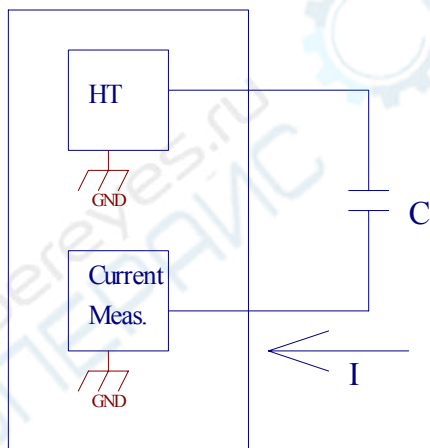 HT
GND
C
Current
Meas.
I
GND